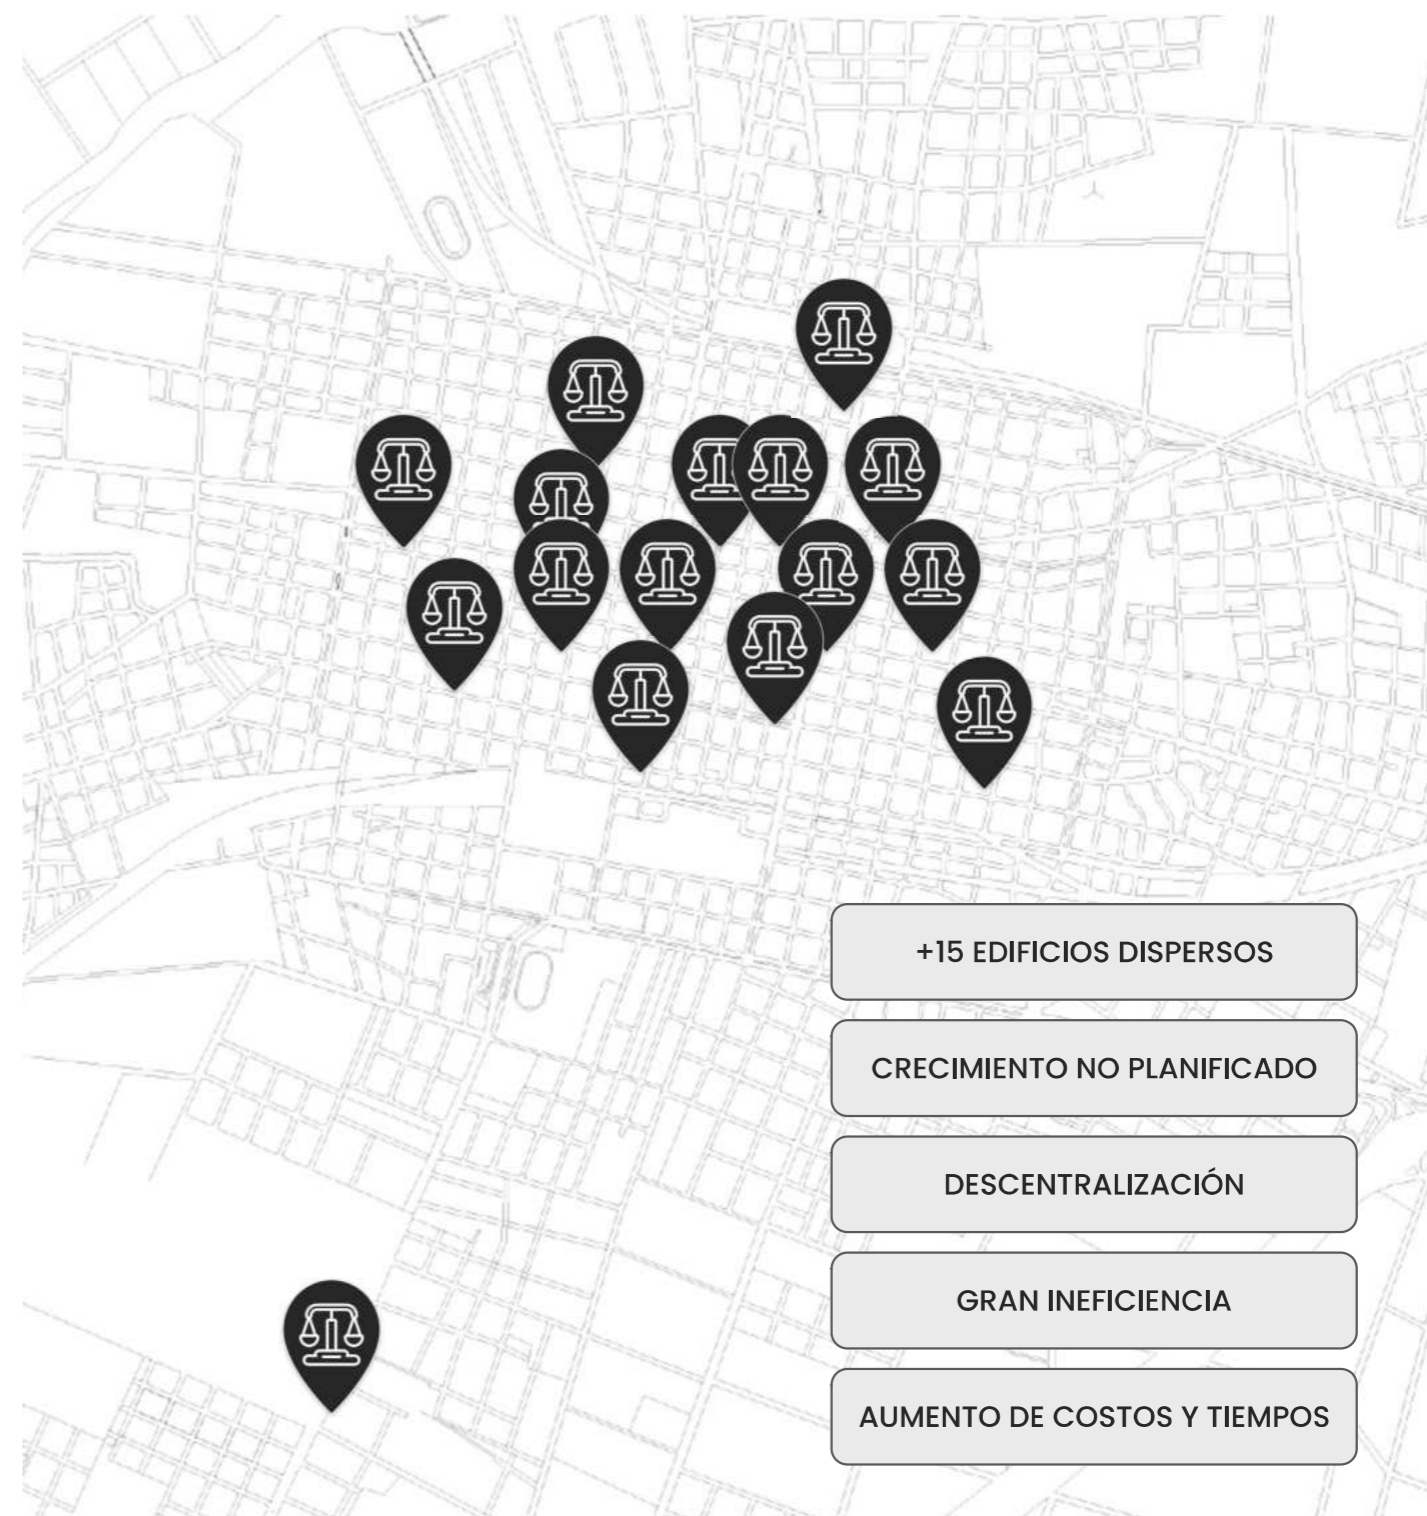 +15 EDIFICIOS DISPERSOS
CRECIMIENTO NO PLANIFICADO
DESCENTRALIZACIÓN
GRAN INEFICIENCIA
AUMENTO DE COSTOS Y TIEMPOS